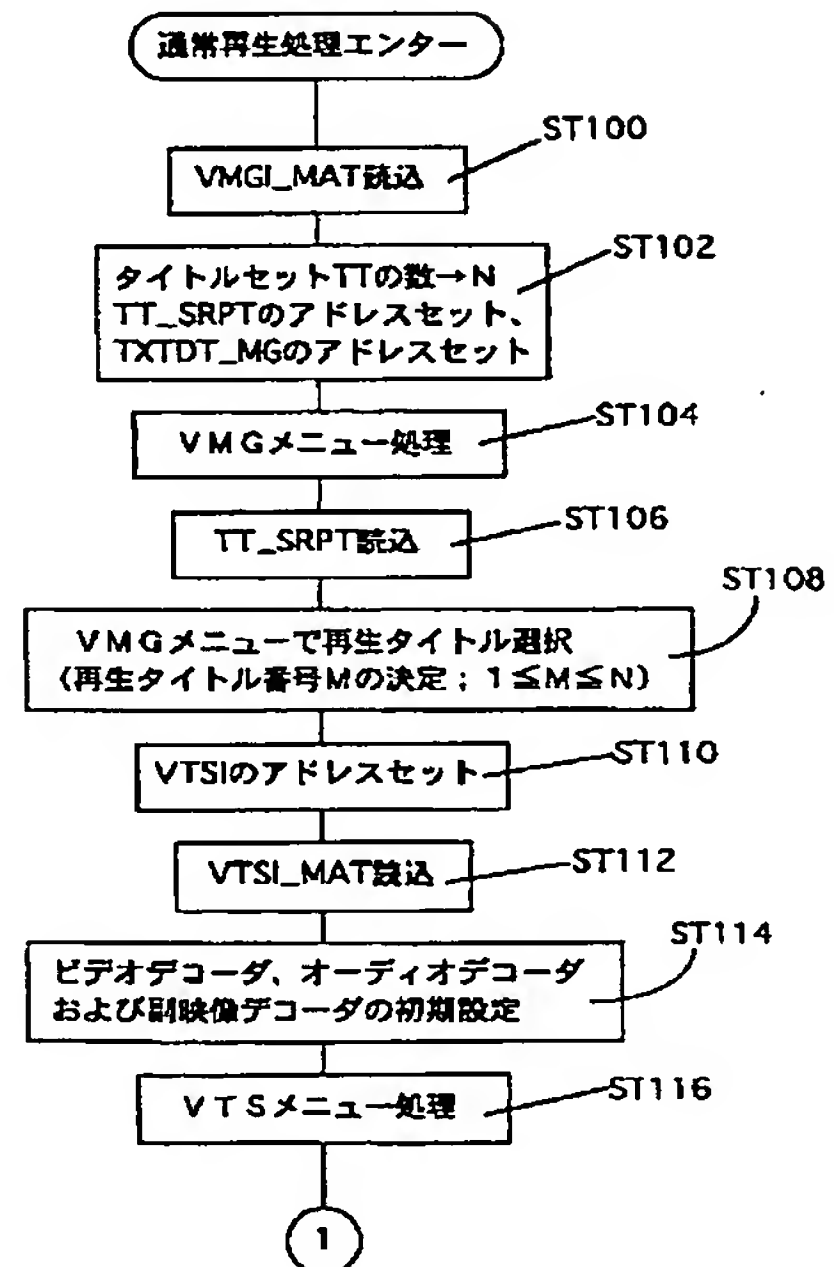 通常再生処理エンター
ST100
VMGI_MAT読込
ST102
タイトルセットTTの数→N
TT_SRPTのアドレスセット、
TXTDT_MGのアドレスセット
ST104
VMGメニュー処理
ST106
TT_SRPT読込
ST108
VMGメニューで再生タイトル選択
(再生タイトル番号Mの決定；1≦M≦N)
ST110
VTSIのアドレスセット
ST112
VTSI_MAT読込
ST114
ビデオデコーダ、オーディオデコーダ
および副映像デコーダの初期設定
ST116
VTSメニュー処理
1